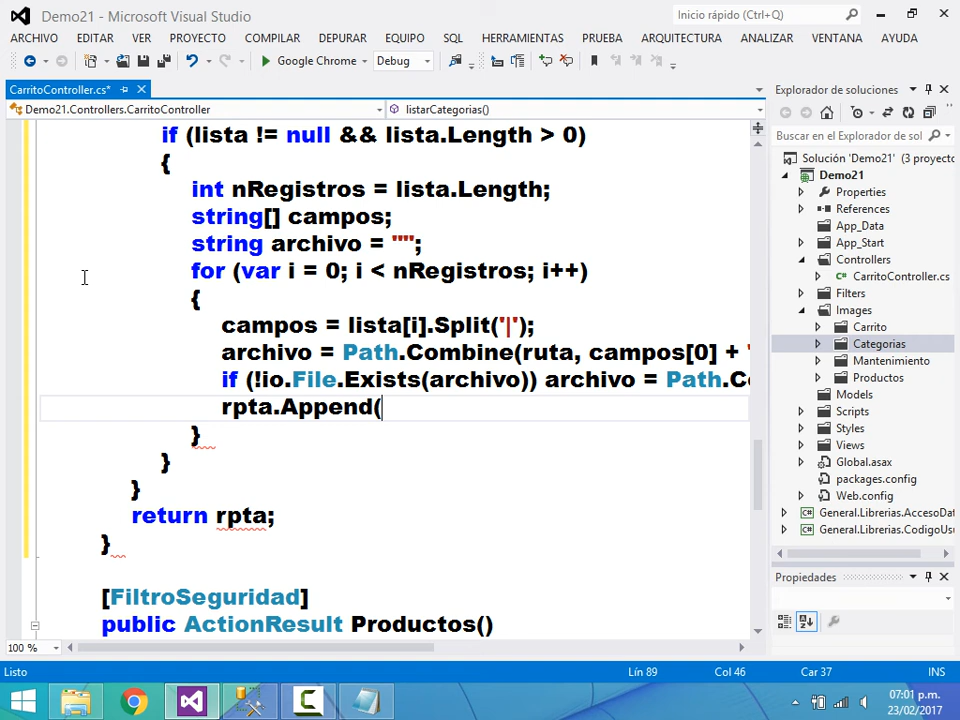 Demo21 - Microsoft Visual Studio
Inicio rápido (Ctrl+Q)
ARCHIVO EDITAR VER PROYECTO COMPILAR DEPURAR EQUIPO SQL HERRAMIENTAS PRUEBA ARQUITECTURA ANALIZAR VENTANA AYUDA
Google Chrome Debug
CarritoController.cs*
Explorador de soluciones
Demo21.Controllers.CarritoController listarCategorias()
Buscar en el Explorador de sol
if (lista != null && lista.Length > 0)
{
int nRegistros = lista.Length;
string[] campos;
string archivo = "";
for (var i = 0; i < nRegistros; i++)
{
campos = lista[i].Split('|');
archivo = Path.Combine(ruta, campos[0] + "
if (!io.File.Exists(archivo)) archivo = Path.Co
rpta.Append(
}
}
}
return rpta;
}
[FiltroSeguridad]
public ActionResult Productos()
100 %
Solución 'Demo21' (3 proyecto
Demo21
Properties
References
App_Data
App_Start
Controllers
CarritoController.cs
Filters
Images
Carrito
Categorias
Mantenimiento
Productos
Models
Scripts
Styles
Views
Global.asax
packages.config
Web.config
General.Librerias.AccesoDat
General.Librerias.CodigoUsu
Propiedades
Listo Lín 89 Col 46 Car 37 INS
07:01 p.m.
23/02/2017